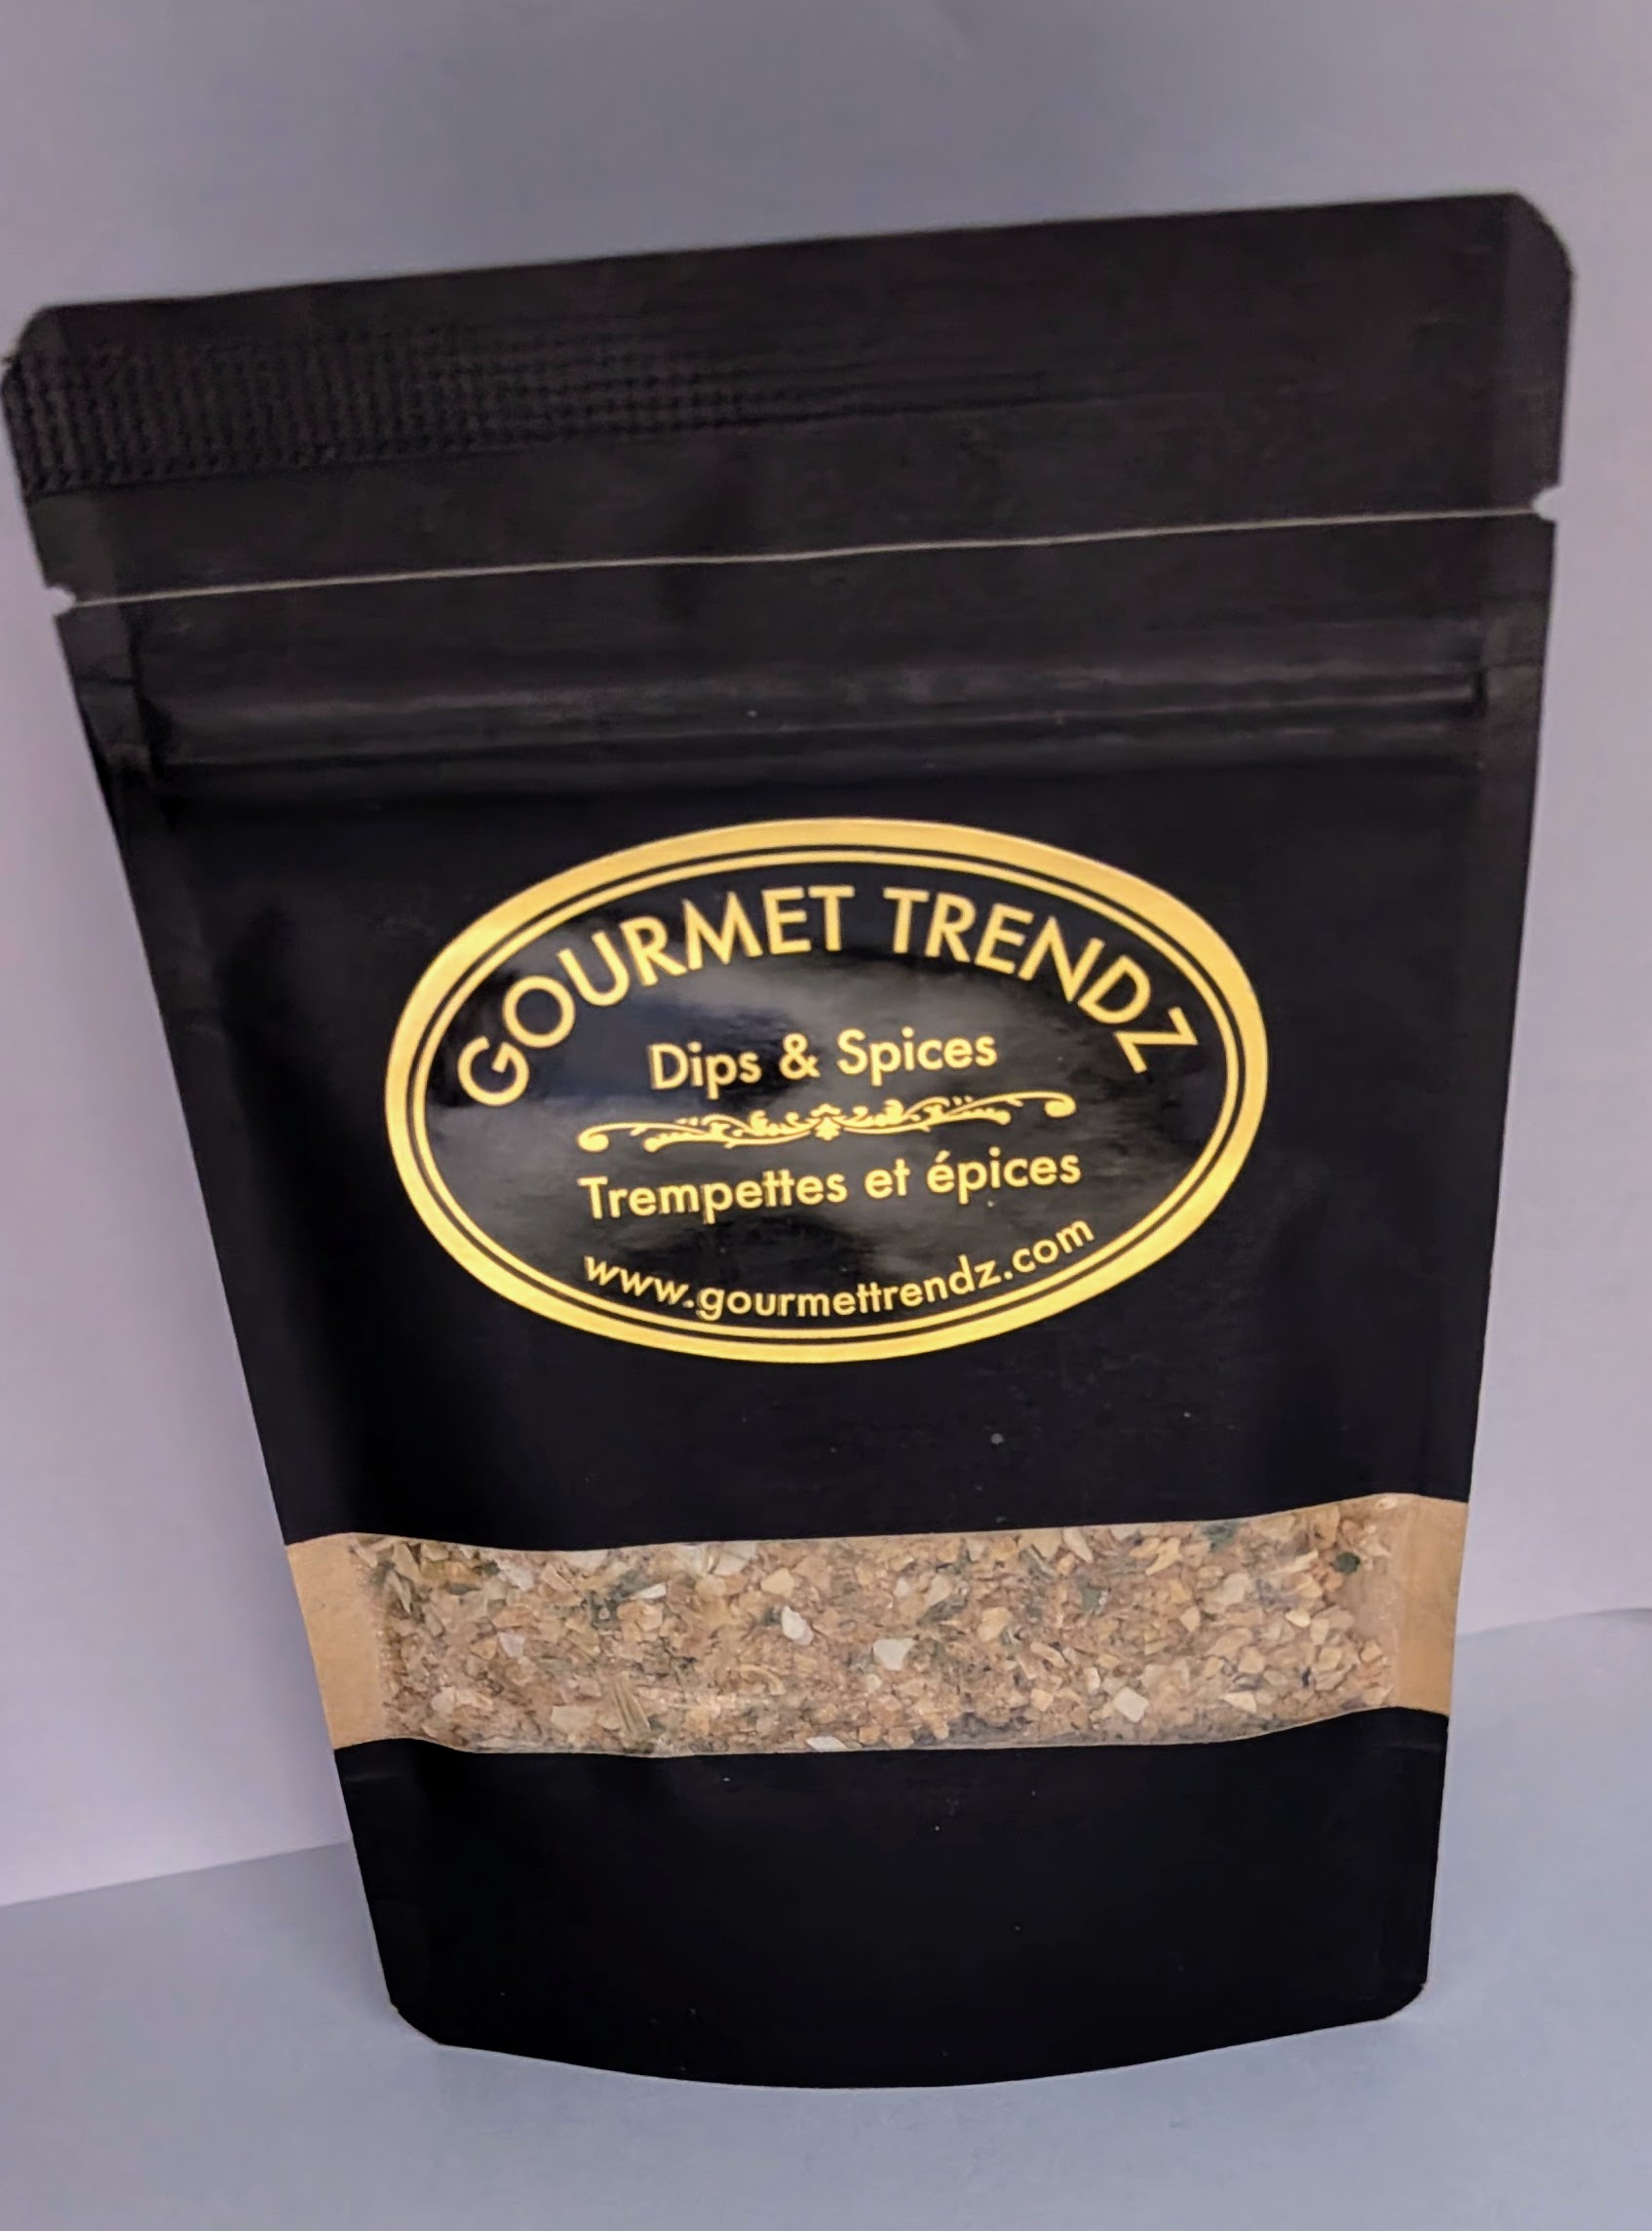 GOURMET TRENDZ
Dips & Spices
Trempettes et épices
www.gourmettrendz.com